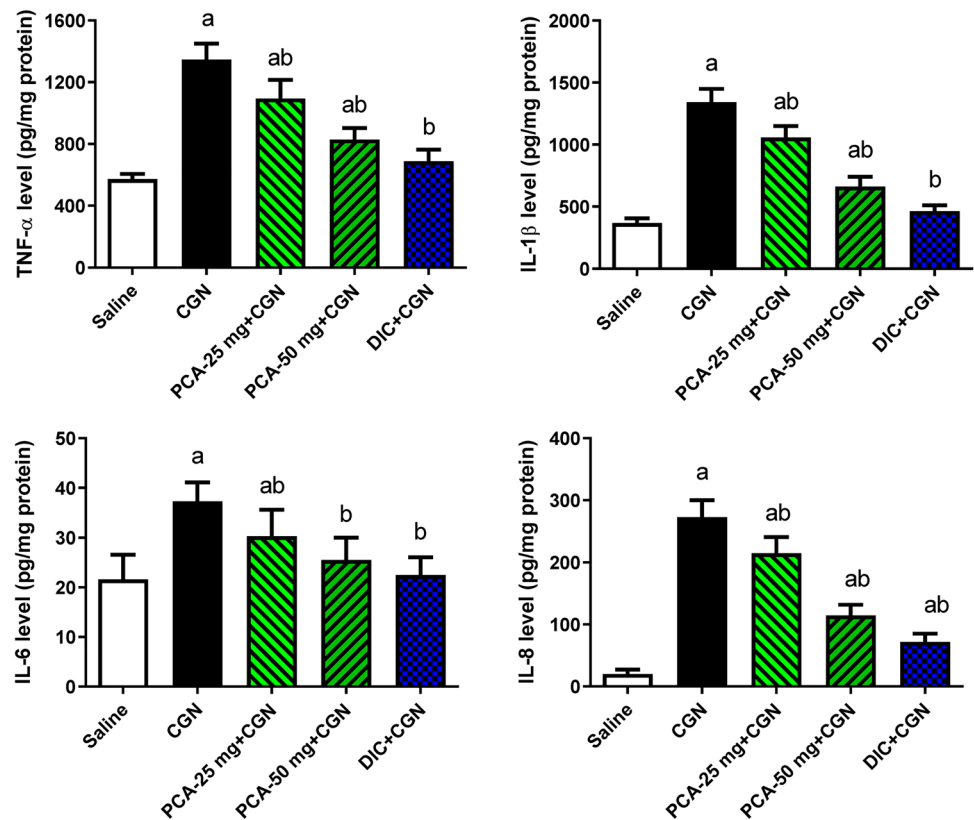 TNF-α level (pg/mg protein)
1600
1200
800
400
0
a
ab
ab
b
Saline
CGN
PCA-25 mg+CGN
PCA-50 mg+CGN
DIC+CGN
IL-1β level (pg/mg protein)
2000
1500
1000
500
0
a
ab
ab
b
Saline
CGN
PCA-25 mg+CGN
PCA-50 mg+CGN
DIC+CGN
IL-6 level (pg/mg protein)
50
40
30
20
10
0
a
ab
b
b
Saline
CGN
PCA-25 mg+CGN
PCA-50 mg+CGN
DIC+CGN
IL-8 level (pg/mg protein)
400
300
200
100
0
a
ab
ab
ab
Saline
CGN
PCA-25 mg+CGN
PCA-50 mg+CGN
DIC+CGN